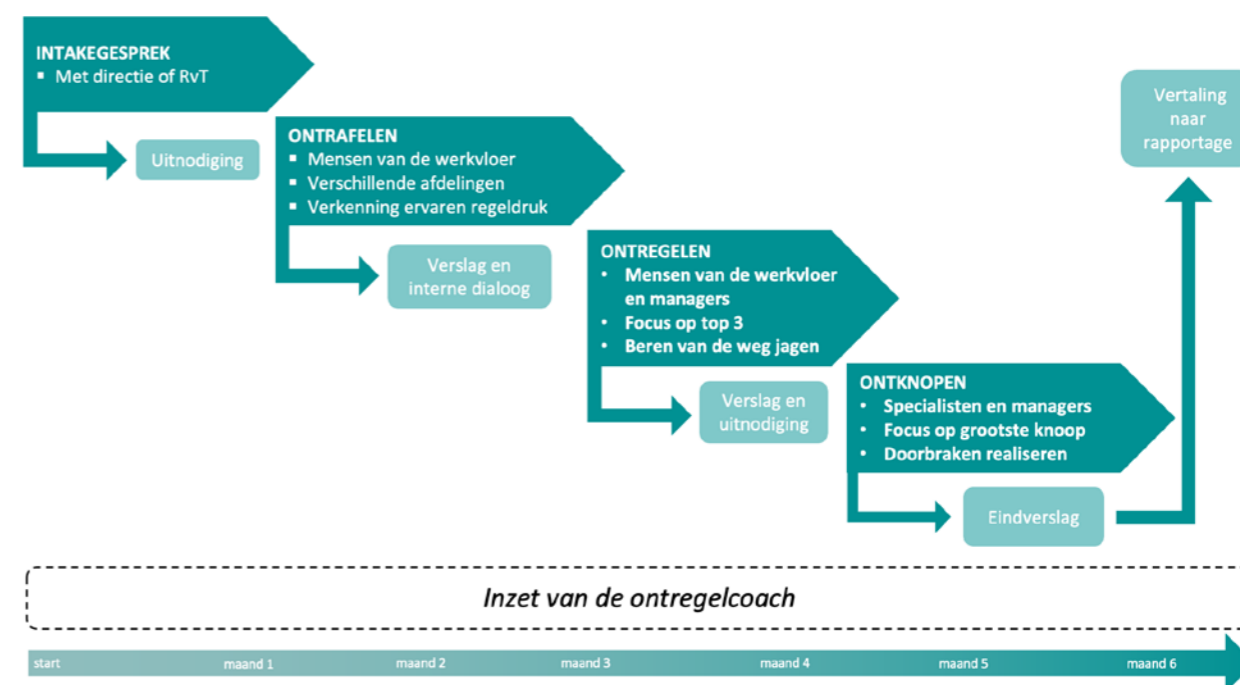 INTAKEGESPREK
▪ Met directie of RvT
Uitnodiging
ONTRAFELEN
▪ Mensen van de werkvloer
▪ Verschillende afdelingen
▪ Verkenning ervaren regeldruk
Verslag en
interne dialoog
ONTREGELEN
• Mensen van de werkvloer
en managers
• Focus op top 3
• Beren van de weg jagen
Verslag en
uitnodiging
ONTKNOPEN
• Specialisten en managers
• Focus op grootste knoop
• Doorbraken realiseren
Eindverslag
Vertaling
naar
rapportage
Inzet van de ontregelcoach
start maand 1 maand 2 maand 3 maand 4 maand 5 maand 6